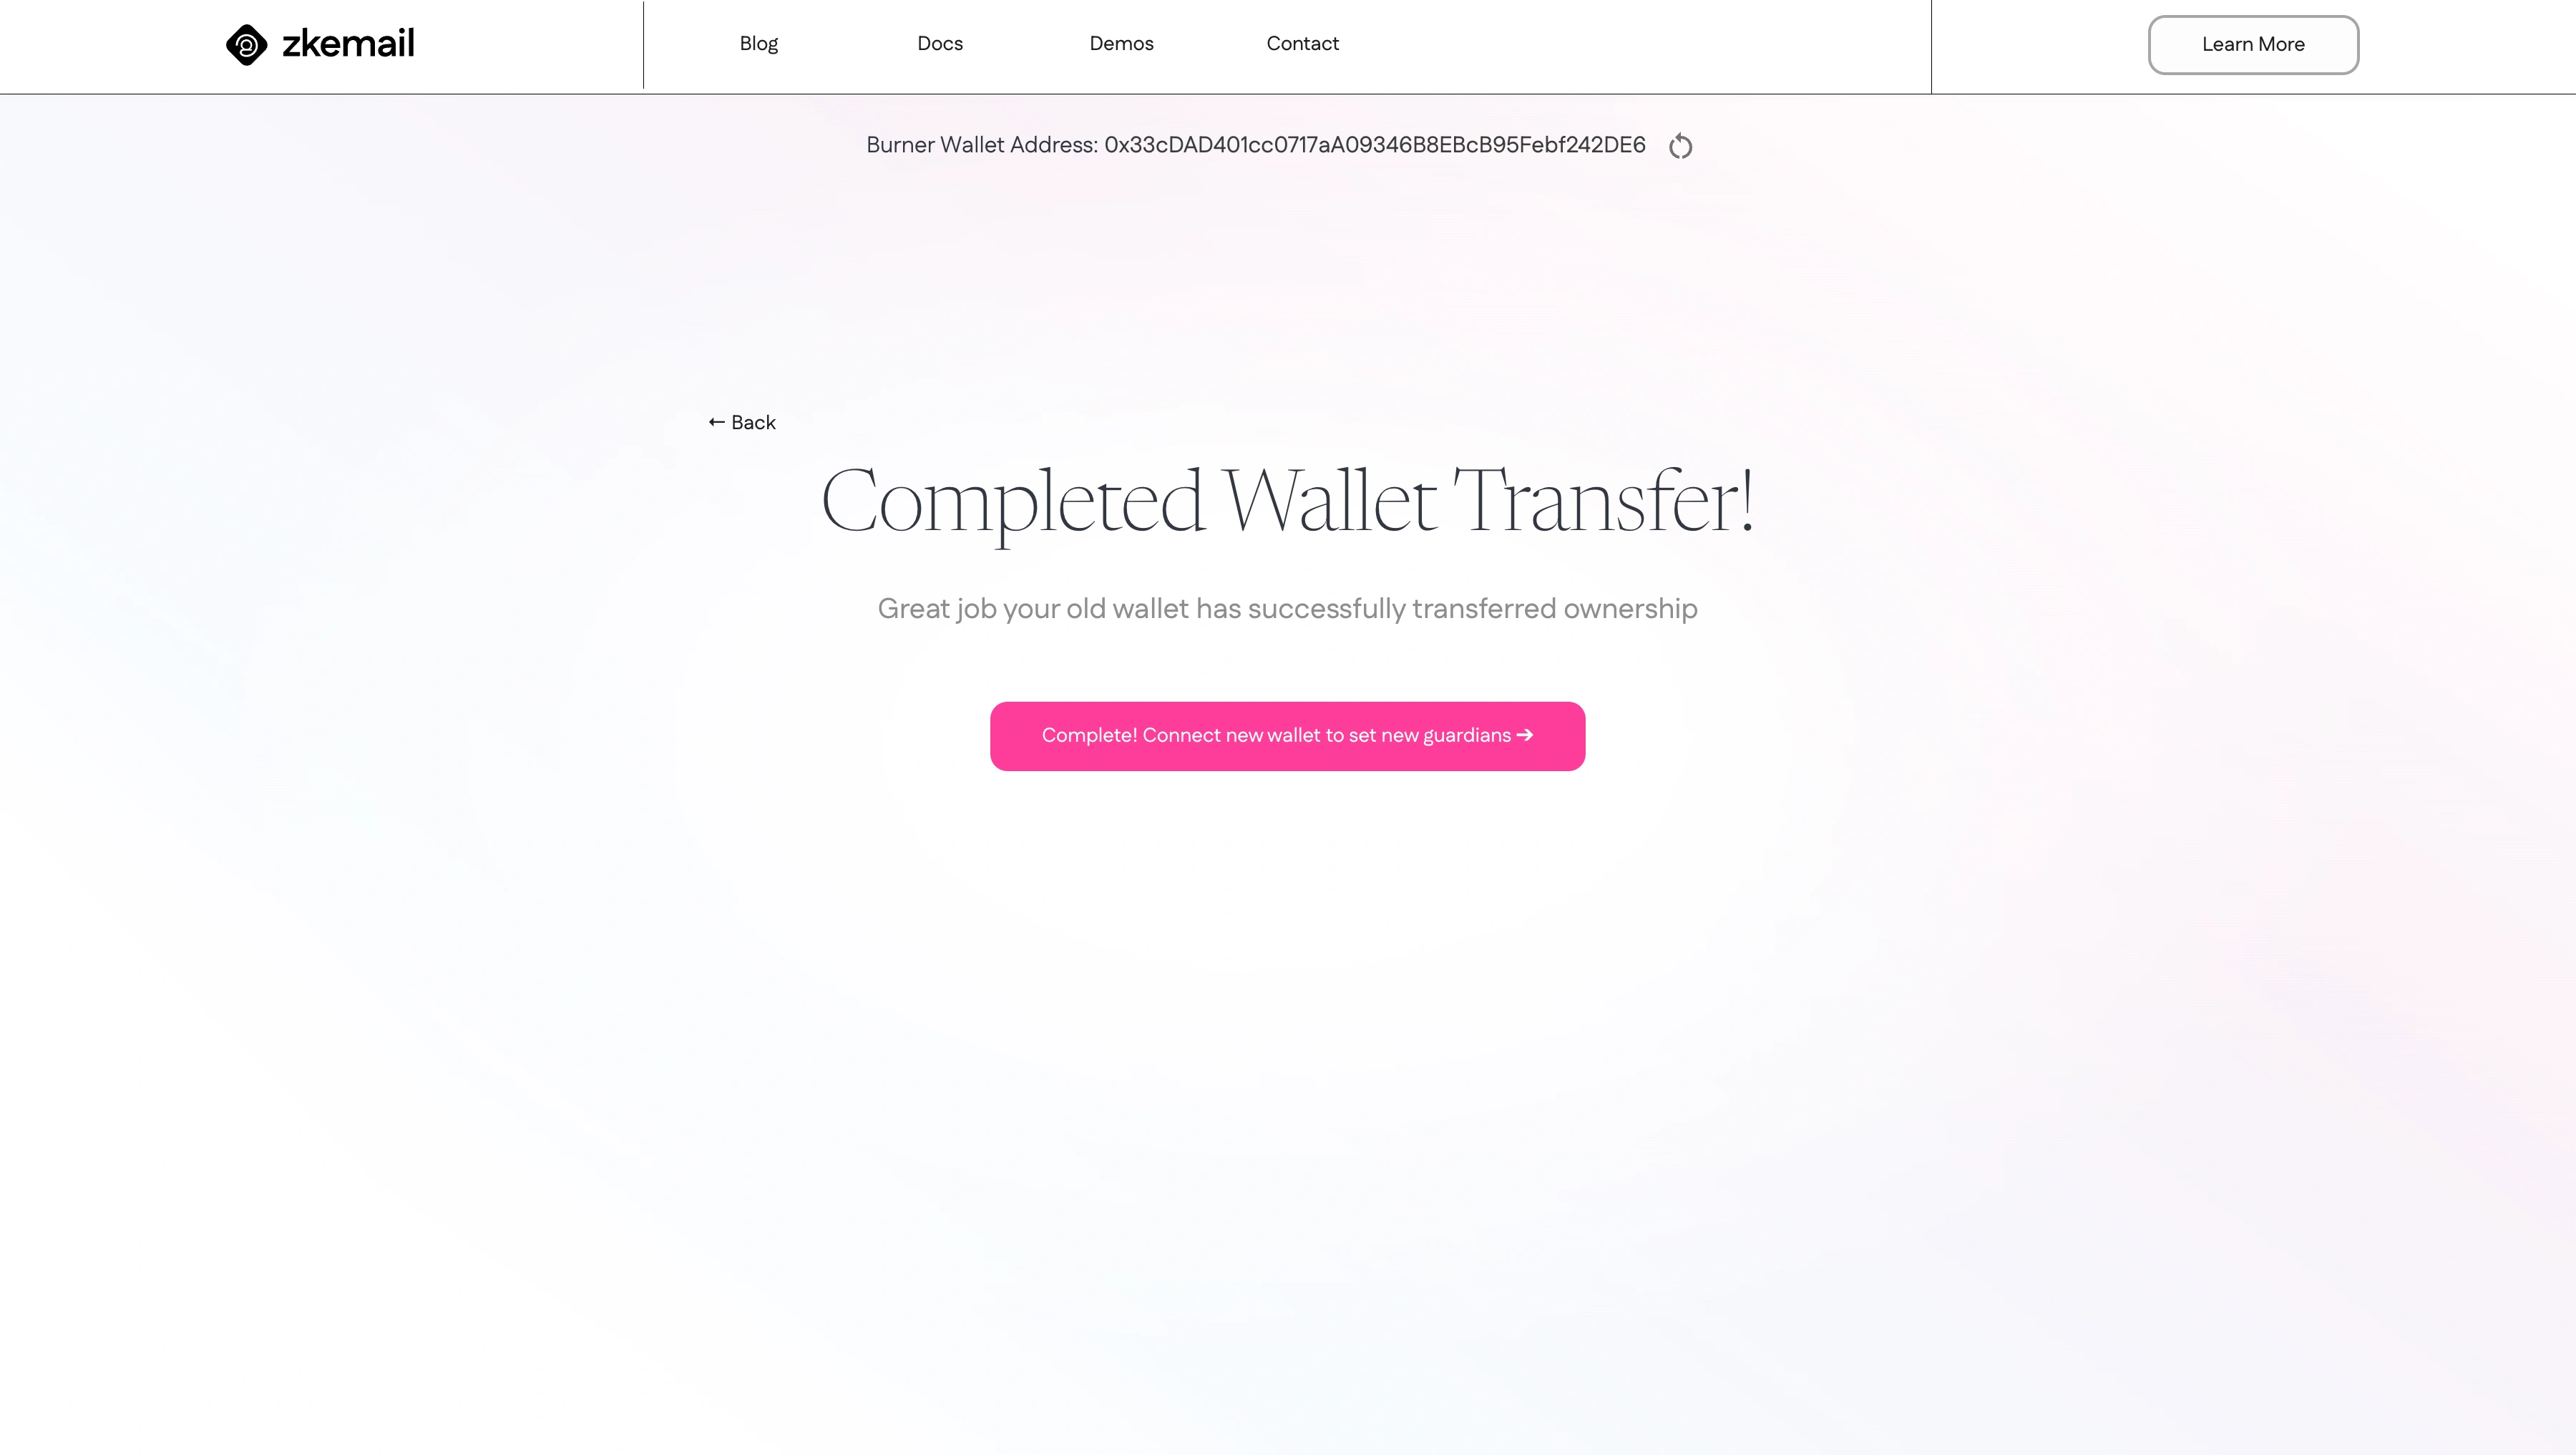 zkemail
Blog
Docs
Demos
Contact
Learn More
Burner Wallet Address: 0x33cDAD401cc0717aA09346B8EBcB95Febf242DE6
← Back
Completed Wallet Transfer!
Great job your old wallet has successfully transferred ownership
Complete! Connect new wallet to set new guardians →